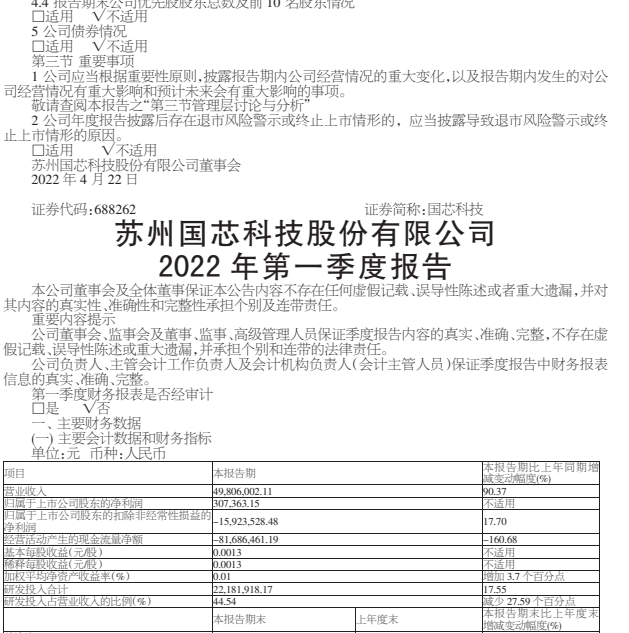 4.4 报告期末公司优先股股东总数及前 10 名股东情况
□适用 √不适用
5 公司债券情况
□适用 √不适用
第三节 重要事项
1 公司应当根据重要性原则,披露报告期内公司经营情况的重大变化,以及报告期内发生的对公
司经营情况有重大影响和预计未来会有重大影响的事项。
敬请查阅本报告之“第三节管理层讨论与分析”
2 公司年度报告披露后存在退市风险警示或终止上市情形的，应当披露导致退市风险警示或终
止上市情形的原因。
□适用 √不适用
苏州国芯科技股份有限公司董事会
2022 年 4 月 22 日
证券代码:688262 证券简称:国芯科技
苏州国芯科技股份有限公司
2022 年第一季度报告
本公司董事会及全体董事保证本公告内容不存在任何虚假记载、误导性陈述或者重大遗漏,并对
其内容的真实性、准确性和完整性承担个别及连带责任。
重要内容提示
公司董事会、监事会及董事、监事、高级管理人员保证季度报告内容的真实、准确、完整,不存在虚
假记载、误导性陈述或重大遗漏,并承担个别和连带的法律责任。
公司负责人、主管会计工作负责人及会计机构负责人(会计主管人员)保证季度报告中财务报表
信息的真实、准确、完整。
第一季度财务报表是否经审计
□是 √否
一、主要财务数据
(一) 主要会计数据和财务指标
单位:元 币种:人民币
项目 本报告期 本报告期比上年同期增
减变动幅度(%)
营业收入 49,806,002.11 90.37
归属于上市公司股东的净利润 307,363.15 不适用
归属于上市公司股东的扣除非经常性损益的
净利润 -15,923,528.48 17.70
经营活动产生的现金流量净额 -81,686,461.19 -160.68
基本每股收益(元/股) 0.0013 不适用
稀释每股收益(元/股) 0.0013 不适用
加权平均净资产收益率(%) 0.01 增加 3.7 个百分点
研发投入合计 22,181,918.17 17.55
研发投入占营业收入的比例(%) 44.54 减少 27.59 个百分点
本报告期末 上年度末 本报告期末比上年度末
增减变动幅度(%)